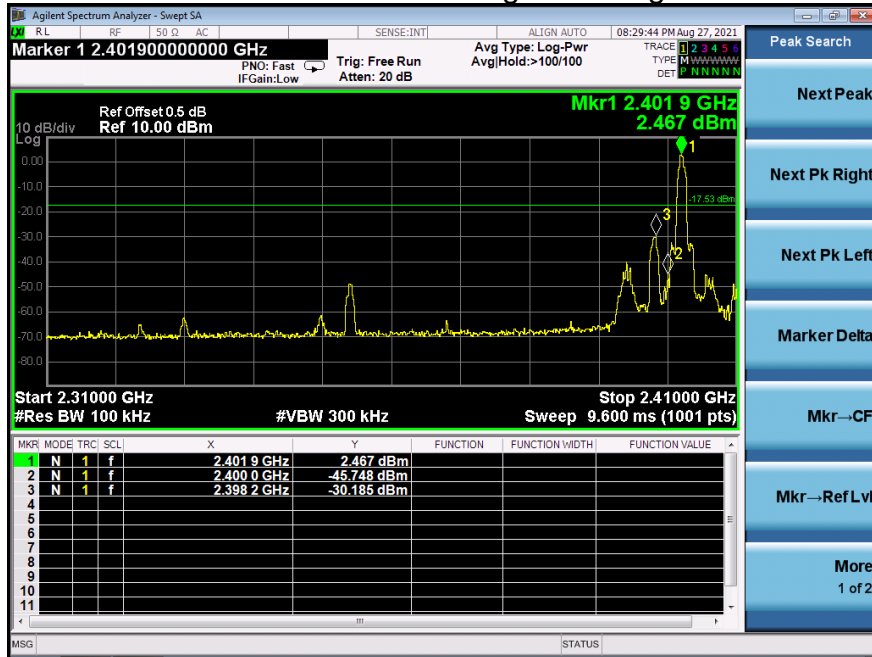 Agilent Spectrum Analyzer - Swept SA
LXI RL RF 50 Ω AC SENSE:INT ALIGN AUTO 08:29:44 PM Aug 27, 2021
Marker 1 2.401900000000 GHz
PNO: Fast
IFGain:Low
Trig: Free Run
Atten: 20 dB
Avg Type: Log-Pwr
Avg|Hold:>100/100
TRACE 1 2 3 4 5 6
TYPE M WWWWW
DET P N N N N N
Ref Offset 0.5 dB
10 dB/div Ref 10.00 dBm
Log
Mkr1 2.401 9 GHz
2.467 dBm
0.00
-10.0
-20.0
-30.0
-40.0
-50.0
-60.0
-70.0
-80.0
1
-17.53 dBm
3
2
Start 2.31000 GHz Stop 2.41000 GHz
#Res BW 100 kHz #VBW 300 kHz Sweep 9.600 ms (1001 pts)
MKR MODE TRC SCL X Y FUNCTION FUNCTION WIDTH FUNCTION VALUE
1 N 1 f 2.401 9 GHz 2.467 dBm
2 N 1 f 2.400 0 GHz -45.748 dBm
3 N 1 f 2.398 2 GHz -30.185 dBm
4
5
6
7
8
9
10
11
MSG STATUS
Peak Search
Next Peak
Next Pk Right
Next Pk Left
Marker Delta
Mkr→CF
Mkr→Ref Lvl
More
1 of 2